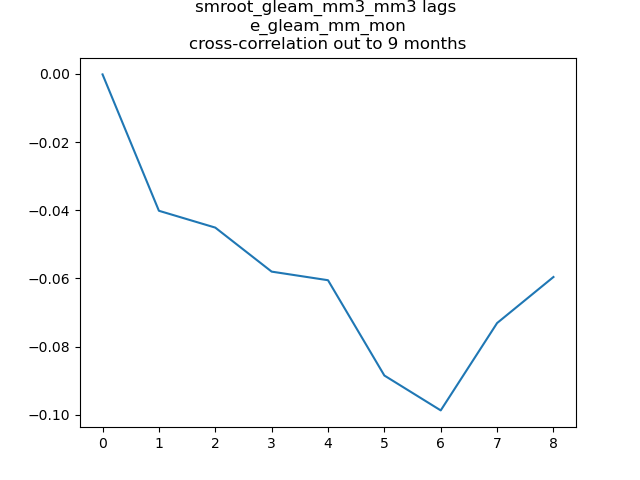 smroot_gleam_mm3_mm3 lags
e_gleam_mm_mon
cross-correlation out to 9 months
0.00
−0.02
−0.04
−0.06
−0.08
−0.10
0 1 2 3 4 5 6 7 8